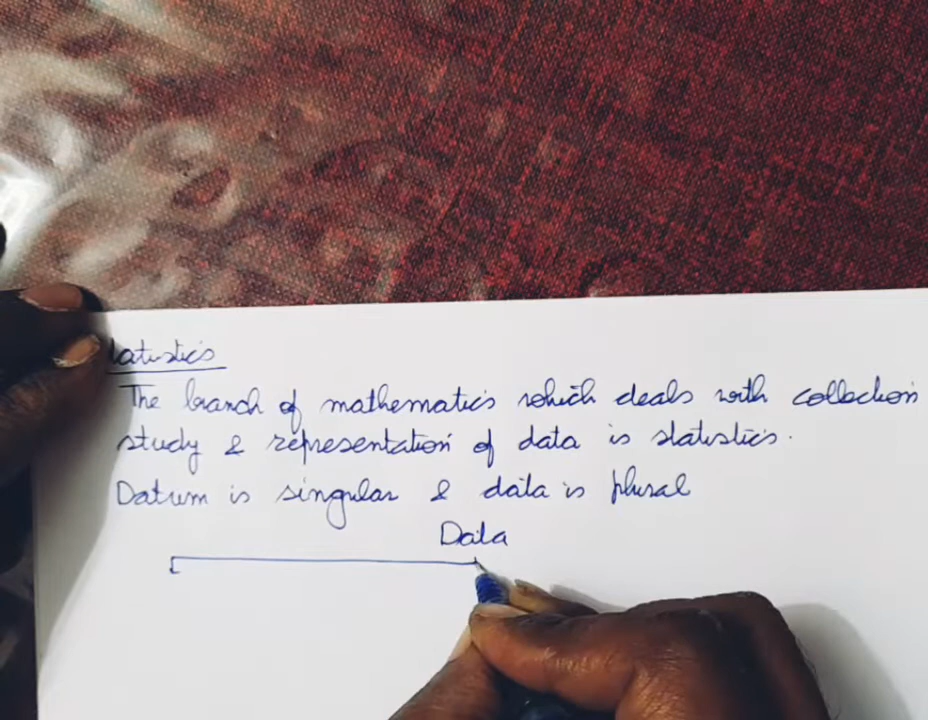 tatistics
The branch of mathematics which deals with collection
study & representation of data is statistics.
Datum is singular & data is plural
Data